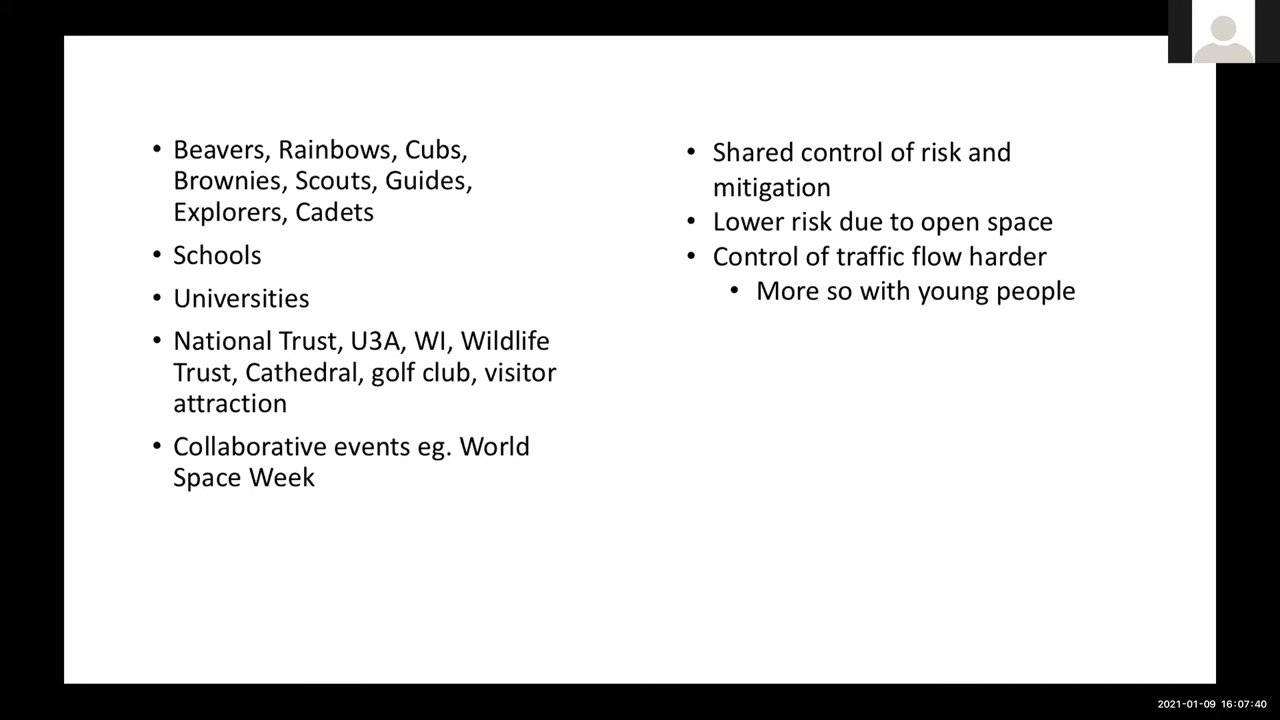 • Beavers, Rainbows, Cubs,
Brownies, Scouts, Guides,
Explorers, Cadets
• Schools
• Universities
• National Trust, U3A, WI, Wildlife
Trust, Cathedral, golf club, visitor
attraction
• Collaborative events eg. World
Space Week
• Shared control of risk and
mitigation
• Lower risk due to open space
• Control of traffic flow harder
• More so with young people
2021-01-09 16:07:40